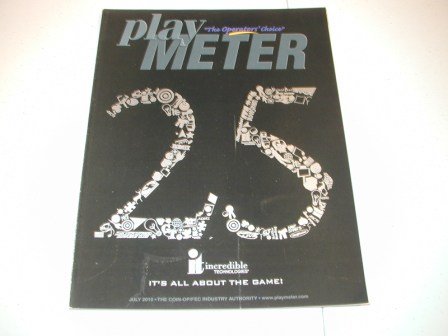 play
"The Operators' Choice"
METER
25
it
incredible
TECHNOLOGIES
IT'S ALL ABOUT THE GAME!
JULY 2010 • THE COIN-OP/FEC INDUSTRY AUTHORITY • www.playmeter.com